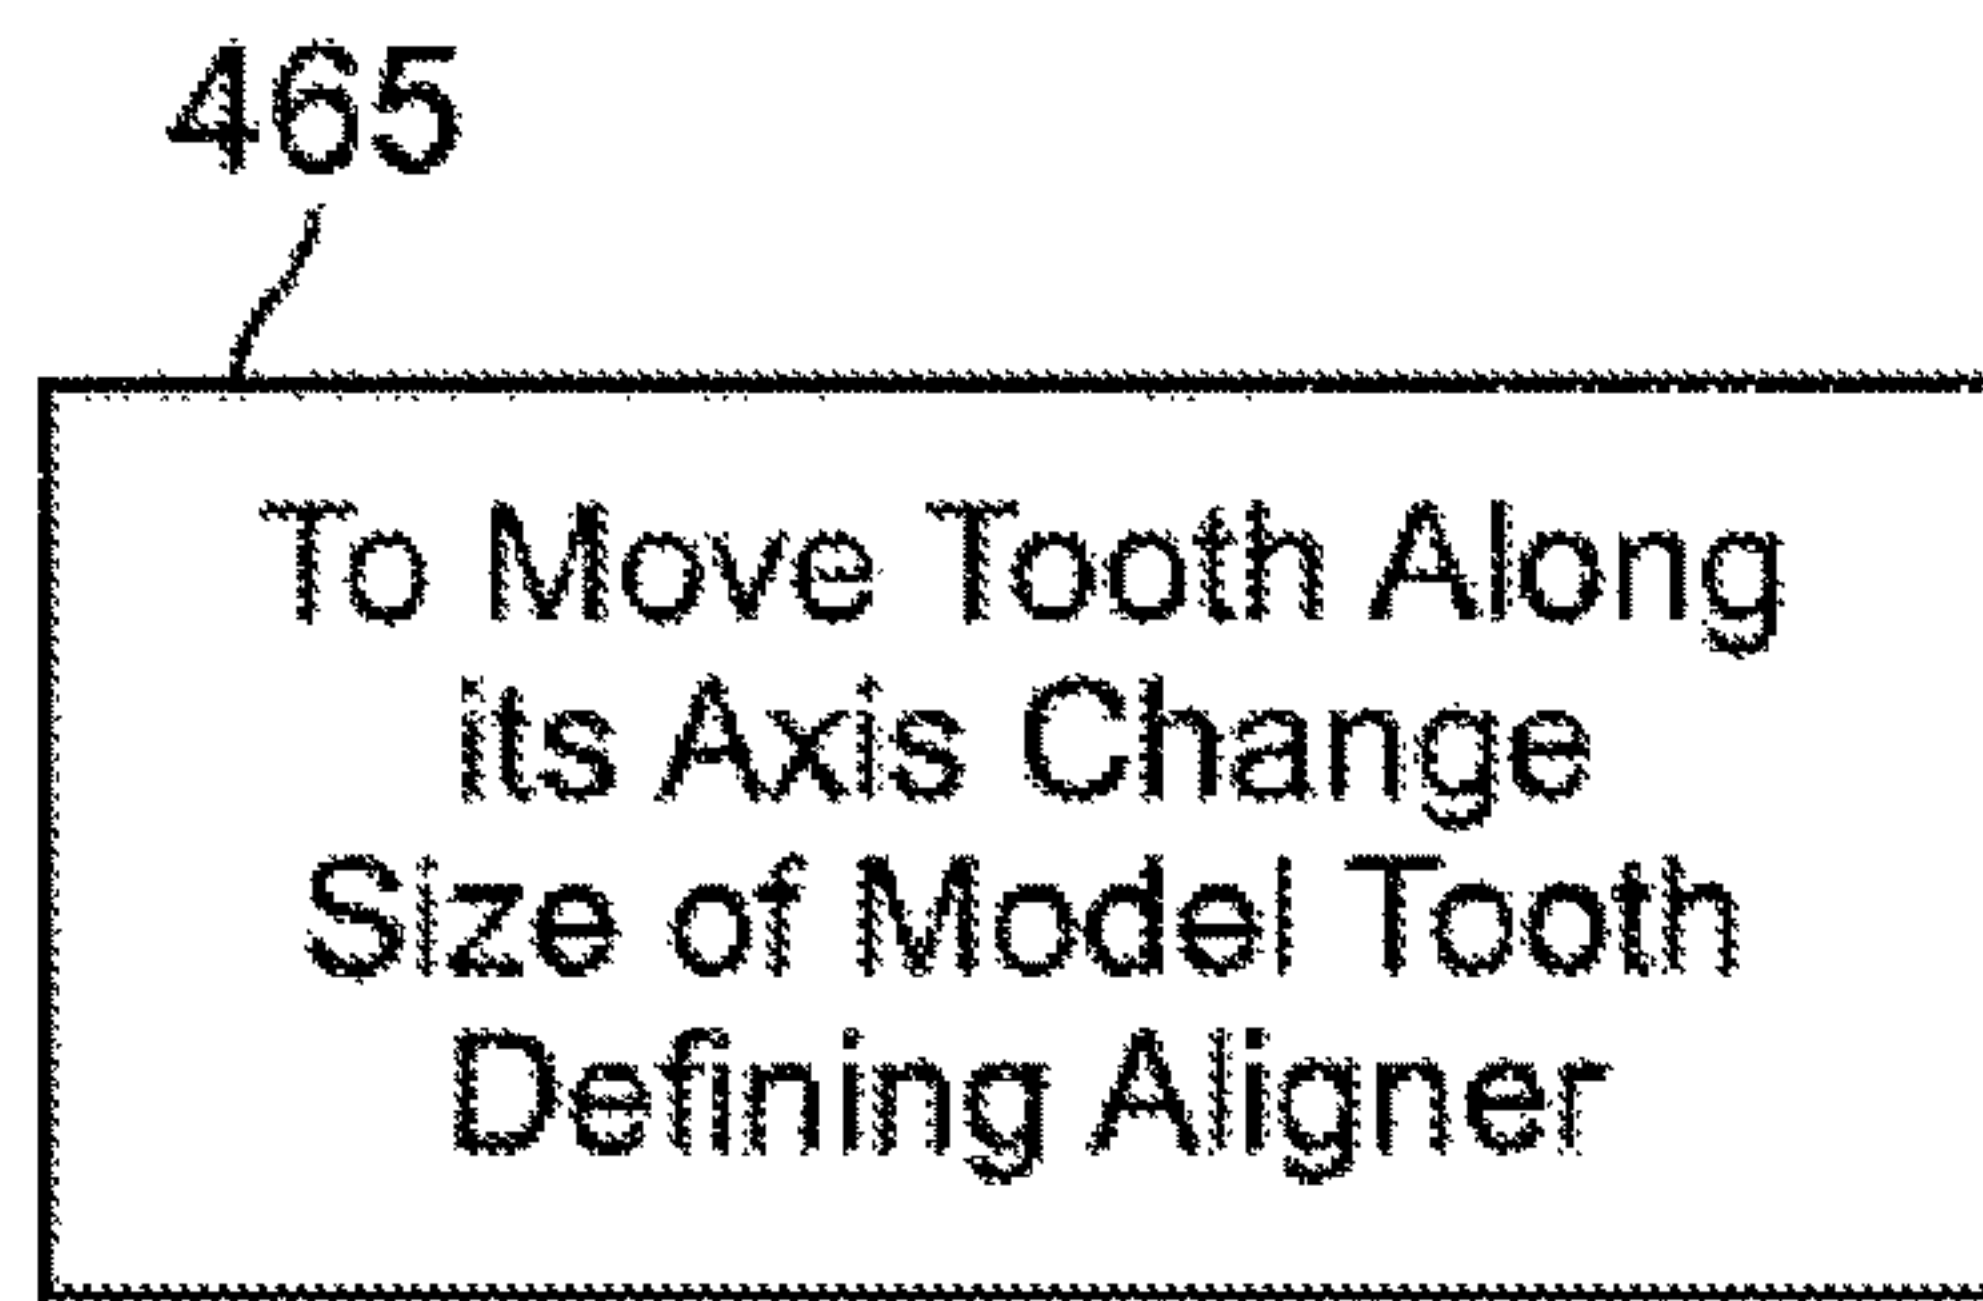 465
To Move Tooth Along
its Axis Change
Size of Model Tooth
Defining Aligner